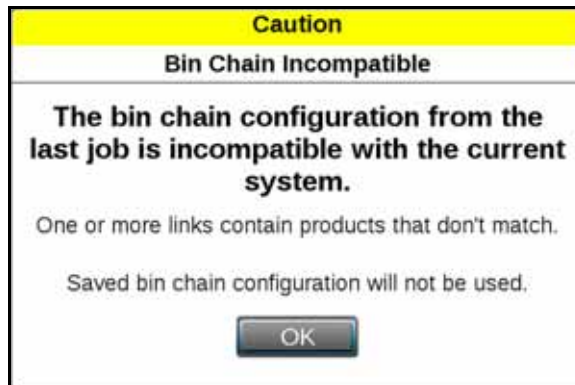 Caution
Bin Chain Incompatible
The bin chain configuration from the
last job is incompatible with the current
system.
One or more links contain products that don't match.
Saved bin chain configuration will not be used.
OK